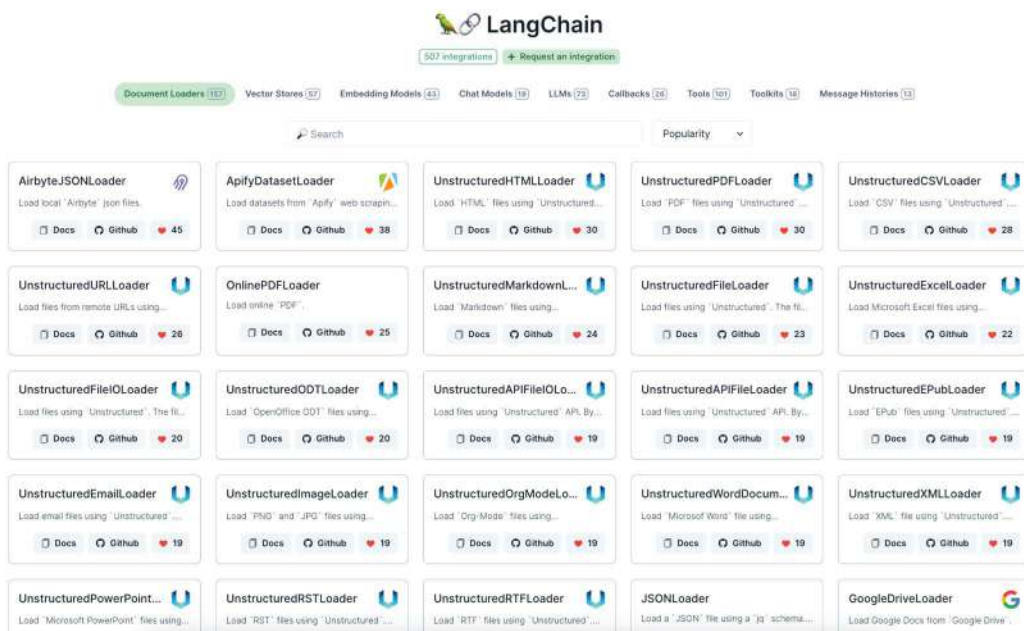 LangChain
507 integrations + Request an integration
Document Loaders 157 Vector Stores 57 Embedding Models 43 Chat Models 19 LLMs 73 Callbacks 26 Tools 101 Toolkits 18 Message Histories 13
Search Popularity
AirbyteJSONLoader
Load local `Airbyte` json files.
Docs Github 45
ApifyDatasetLoader
Load datasets from `Apify` web scrapin...
Docs Github 38
UnstructuredHTMLLoader
Load `HTML` files using `Unstructured...
Docs Github 30
UnstructuredPDFLoader
Load `PDF` files using `Unstructured`....
Docs Github 30
UnstructuredCSVLoader
Load `CSV` files using `Unstructured`....
Docs Github 28
UnstructuredURLLoader
Load files from remote URLs using...
Docs Github 26
OnlinePDFLoader
Load online `PDF`.
Docs Github 25
UnstructuredMarkdownL...
Load `Markdown` files using...
Docs Github 24
UnstructuredFileLoader
Load files using `Unstructured`. The fil...
Docs Github 23
UnstructuredExcelLoader
Load Microsoft Excel files using...
Docs Github 22
UnstructuredFileIOLoader
Load files using `Unstructured`. The fil...
Docs Github 20
UnstructuredODTLoader
Load `OpenOffice ODT` files using...
Docs Github 20
UnstructuredAPIFileIOLo...
Load files using `Unstructured` API. By...
Docs Github 19
UnstructuredAPIFileLoader
Load files using `Unstructured` API. By...
Docs Github 19
UnstructuredEPubLoader
Load `EPub` files using `Unstructured`....
Docs Github 19
UnstructuredEmailLoader
Load email files using `Unstructured`....
Docs Github 19
UnstructuredImageLoader
Load `PNG` and `JPG` files using...
Docs Github 19
UnstructuredOrgModeLo...
Load `Org-Mode` files using...
Docs Github 19
UnstructuredWordDocum...
Load `Microsof Word` file using...
Docs Github 19
UnstructuredXMLLoader
Load `XML` file using `Unstructured`....
Docs Github 19
UnstructuredPowerPoint...
Load `Microsoft PowerPoint` files using...
UnstructuredRSTLoader
Load `RST` files using `Unstructured`....
UnstructuredRTFLoader
Load `RTF` files using `Unstructured`....
JSONLoader
Load a `JSON` file using a `jq` schema....
GoogleDriveLoader
Load Google Docs from `Google Drive`.